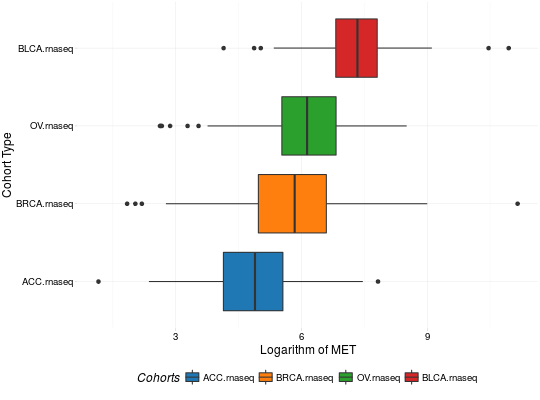 BLCA.rnaseq
OV.rnaseq
BRCA.rnaseq
ACC.rnaseq
Cohort Type
3 6 9
Logarithm of MET
Cohorts ACC.rnaseq BRCA.rnaseq OV.rnaseq BLCA.rnaseq